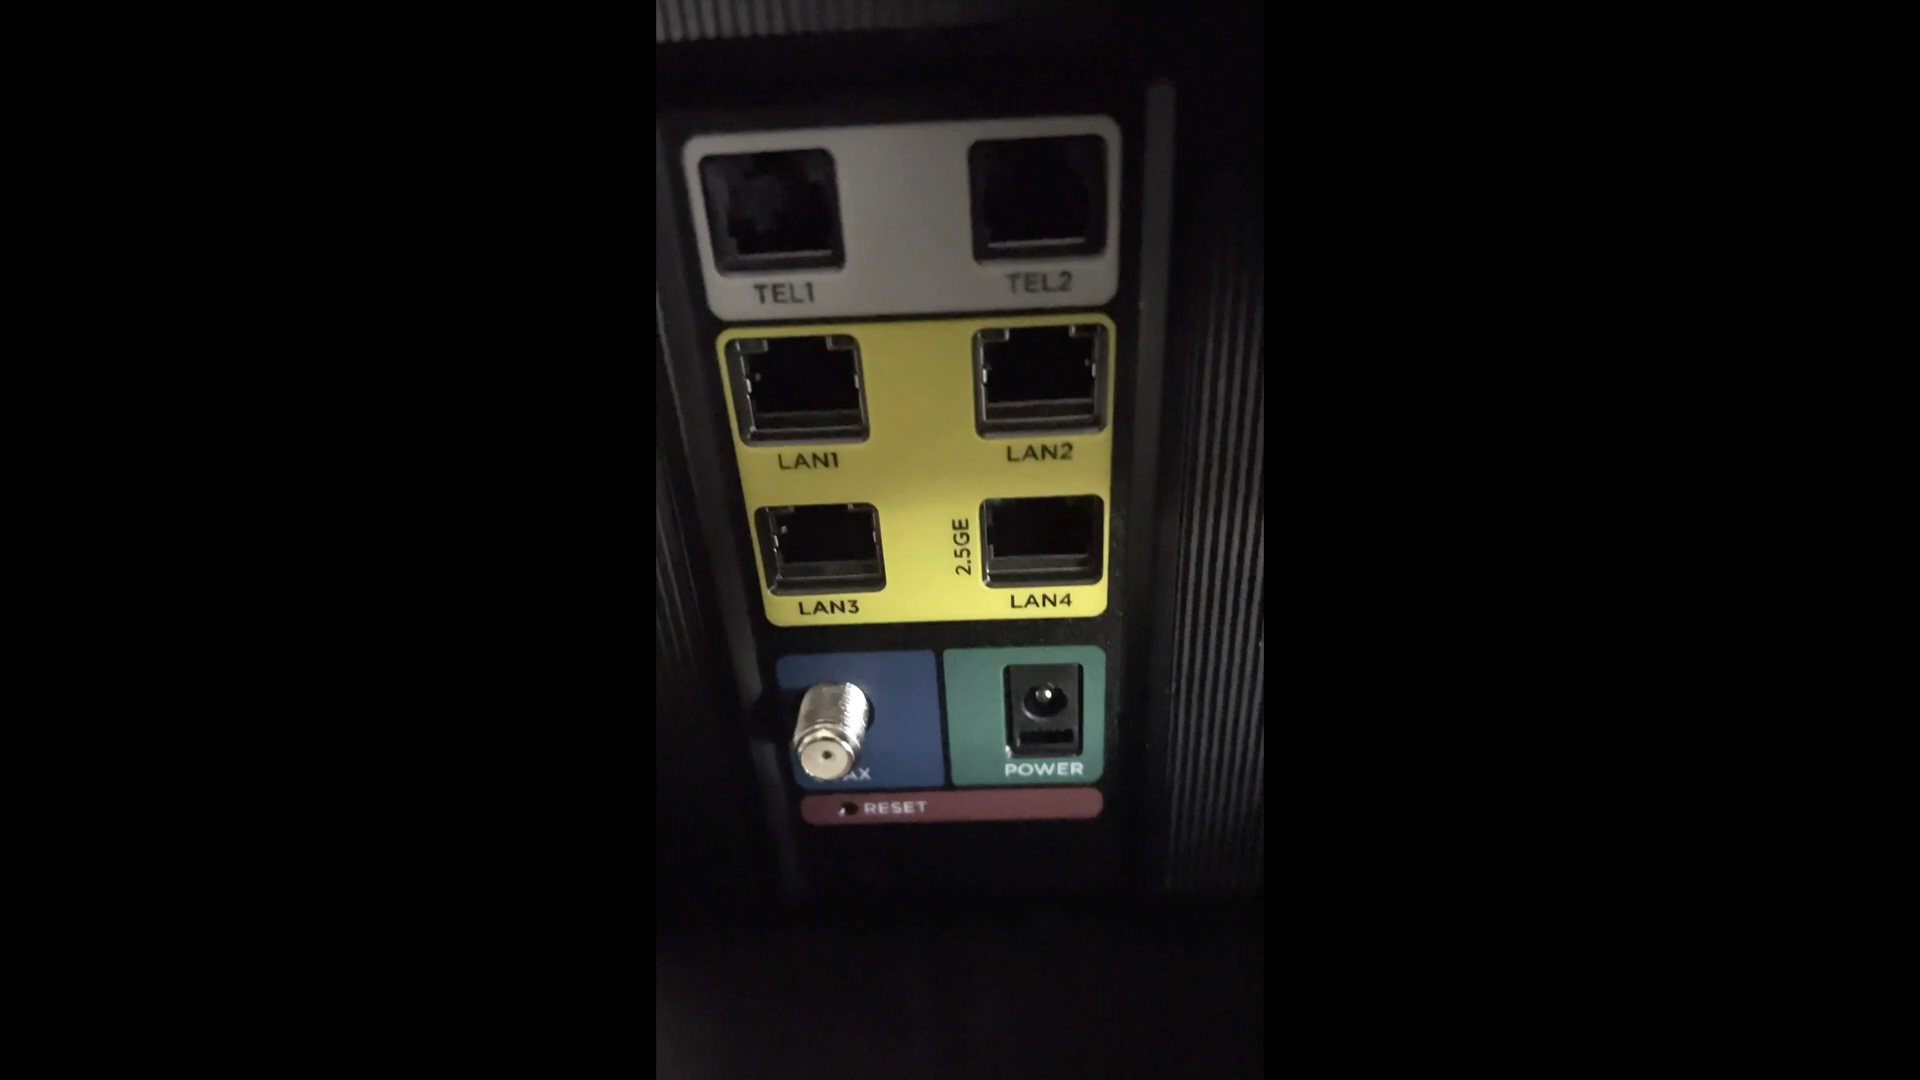 TEL1 TEL2
LAN1 LAN2
2.5GE
LAN3 LAN4
POWER
RESET